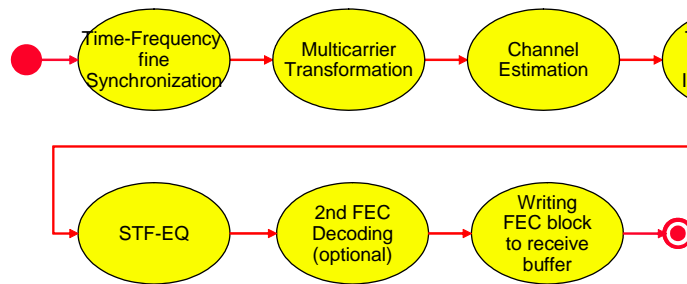 Time-Frequency
fine
Synchronization
Multicarrier
Transformation
Channel
Estimation
STF-EQ
2nd FEC
Decoding
(optional)
Writing
FEC block
to receive
buffer